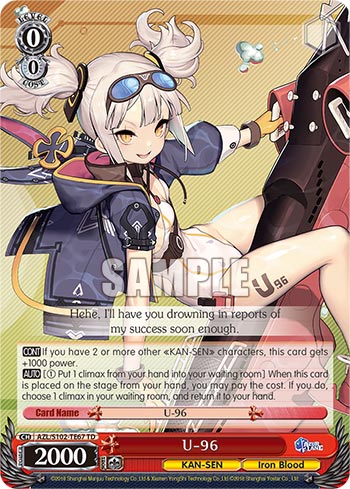 0
LEVEL
0
COST
U-96
SAMPLE
Hehe, I'll have you drowning in reports of
my success soon enough.
CONT If you have 2 or more other «KAN-SEN» characters, this card gets
+1000 power.
AUTO [① Put 1 climax from your hand into your waiting room] When this card
is placed on the stage from your hand, you may pay the cost. If you do,
choose 1 climax in your waiting room, and return it to your hand.
Card Name U-96
CH AZL/S102-TE67 TD
U-96
POWER 2000
KAN-SEN Iron Blood
©2018 Shanghai Manjuu Technology Co.,Ltd & Xiamen YongShi Technology Co.,Ltd | ©2018 Shanghai Yostar Co.,Ltd.